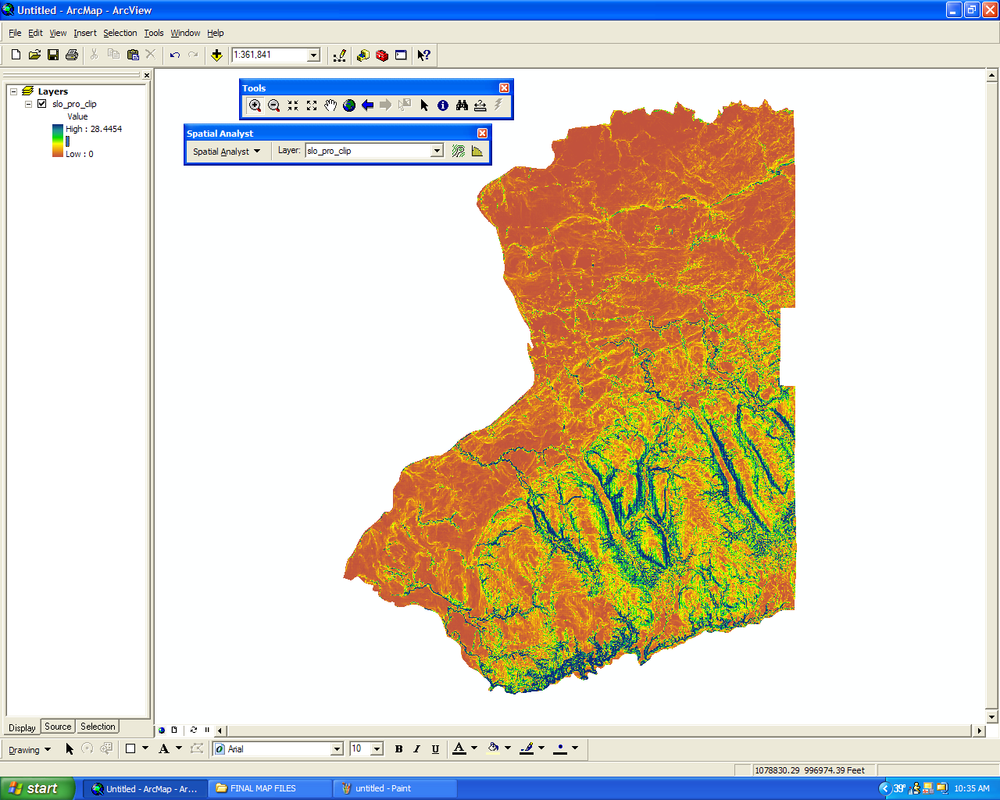 Untitled - ArcMap - ArcView
File Edit View Insert Selection Tools Window Help
1:361,841
Layers
slo_pro_clip
Value
High : 28.4454
Low : 0
Tools
Spatial Analyst
Spatial Analyst Layer: slo_pro_clip
Display Source Selection
Drawing A Arial 10 B I U A
1078830.29 996974.39 Feet
start Untitled - ArcMap - Ar... FINAL MAP FILES untitled - Paint 39° 10:35 AM